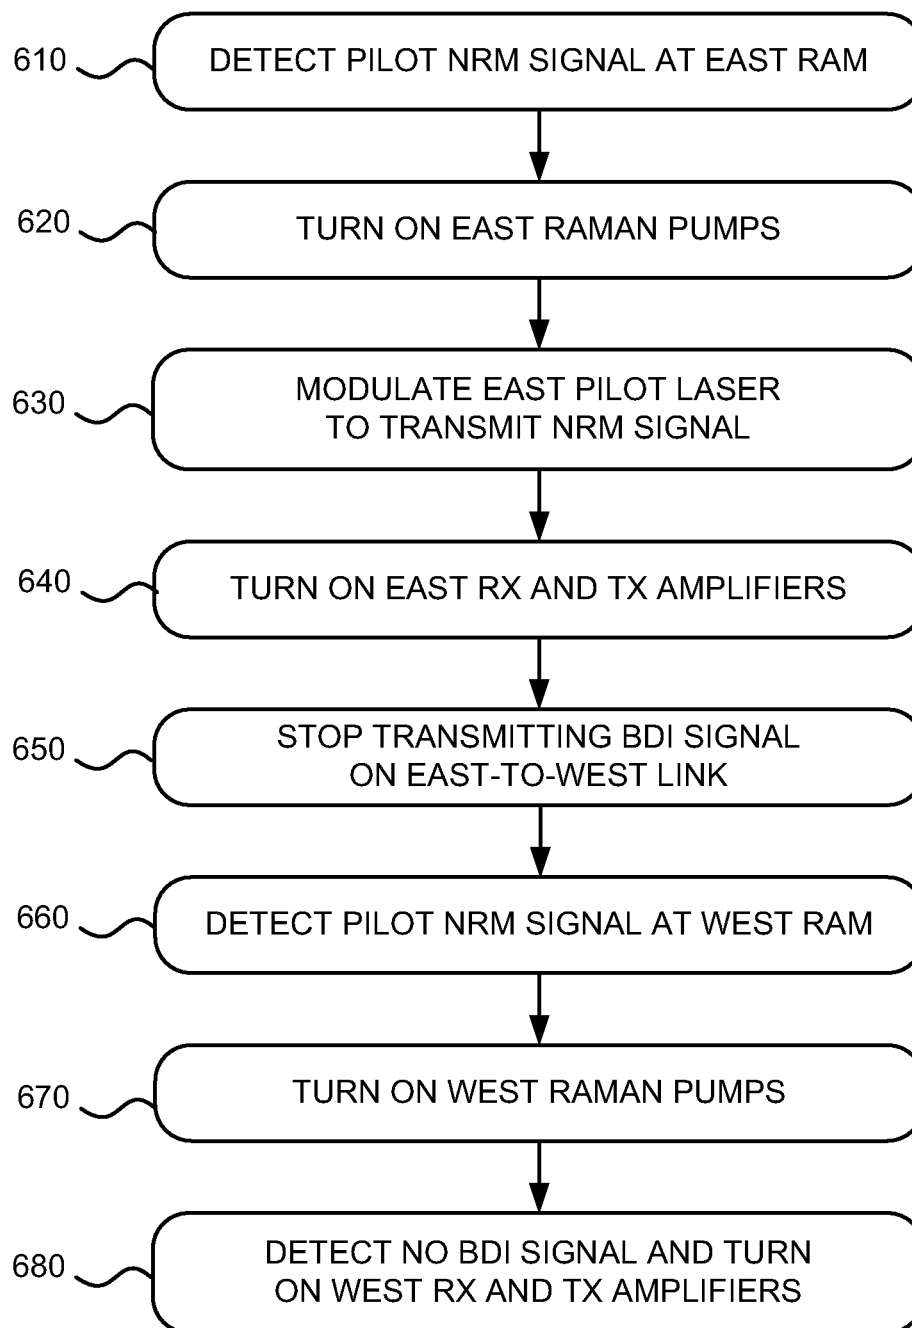 610
DETECT PILOT NRM SIGNAL AT EAST RAM
620
TURN ON EAST RAMAN PUMPS
630
MODULATE EAST PILOT LASER
TO TRANSMIT NRM SIGNAL
640
TURN ON EAST RX AND TX AMPLIFIERS
650
STOP TRANSMITTING BDI SIGNAL
ON EAST-TO-WEST LINK
660
DETECT PILOT NRM SIGNAL AT WEST RAM
670
TURN ON WEST RAMAN PUMPS
680
DETECT NO BDI SIGNAL AND TURN
ON WEST RX AND TX AMPLIFIERS